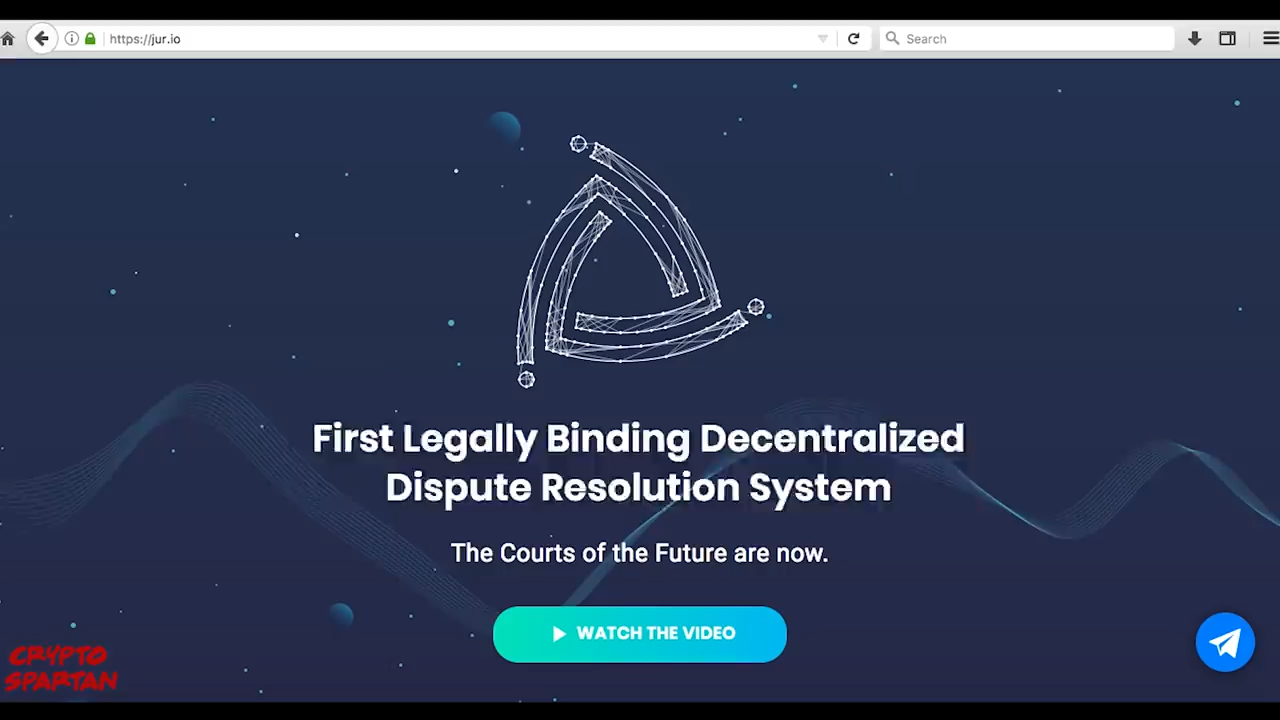 https://jur.io
Search
First Legally Binding Decentralized
Dispute Resolution System
The Courts of the Future are now.
WATCH THE VIDEO
CRYPTO
SPARTAN